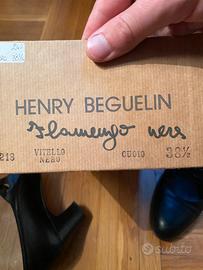 HENRY BEGUELIN
Flamengo nero
213 VITELLO CUOIO 38½
NERO
subito